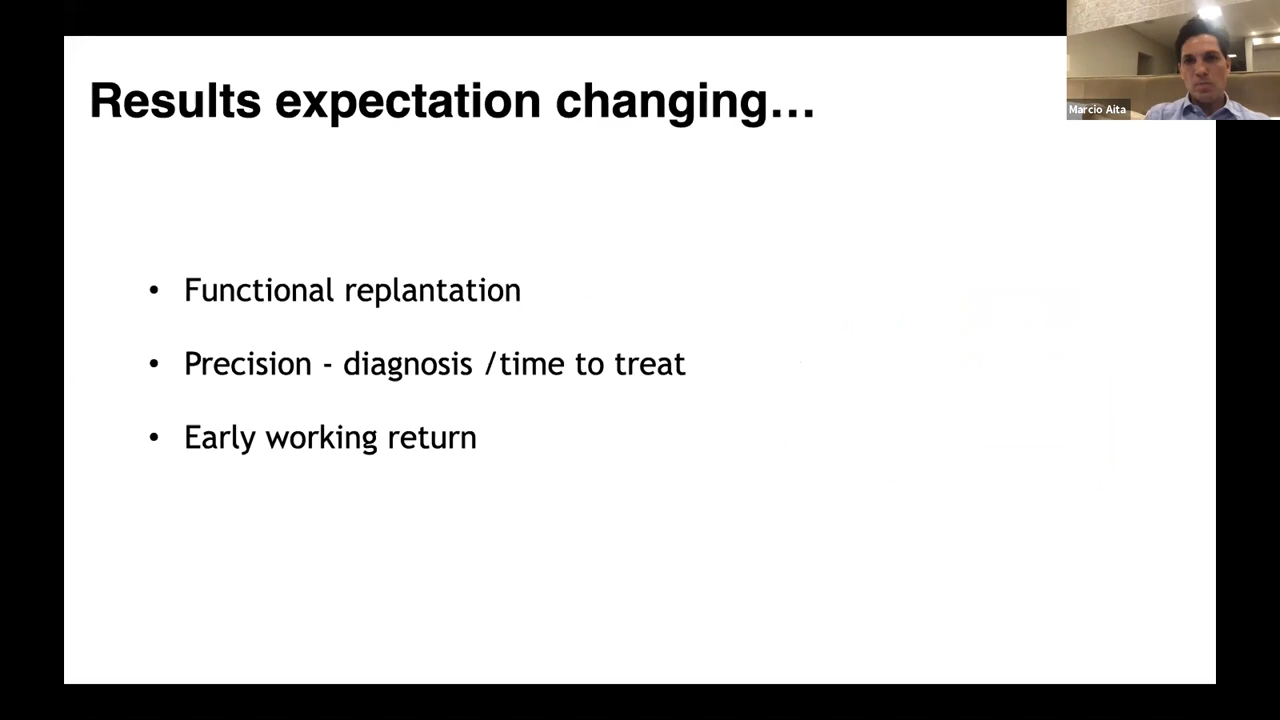 Results expectation changing...
Marcio Aita
• Functional replantation
• Precision - diagnosis /time to treat
• Early working return